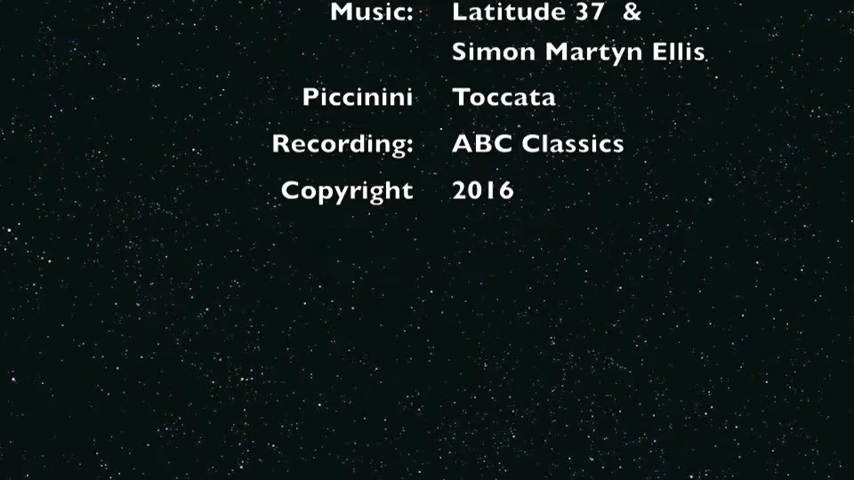 Music: Latitude 37 &
Simon Martyn Ellis
Piccinini Toccata
Recording: ABC Classics
Copyright 2016